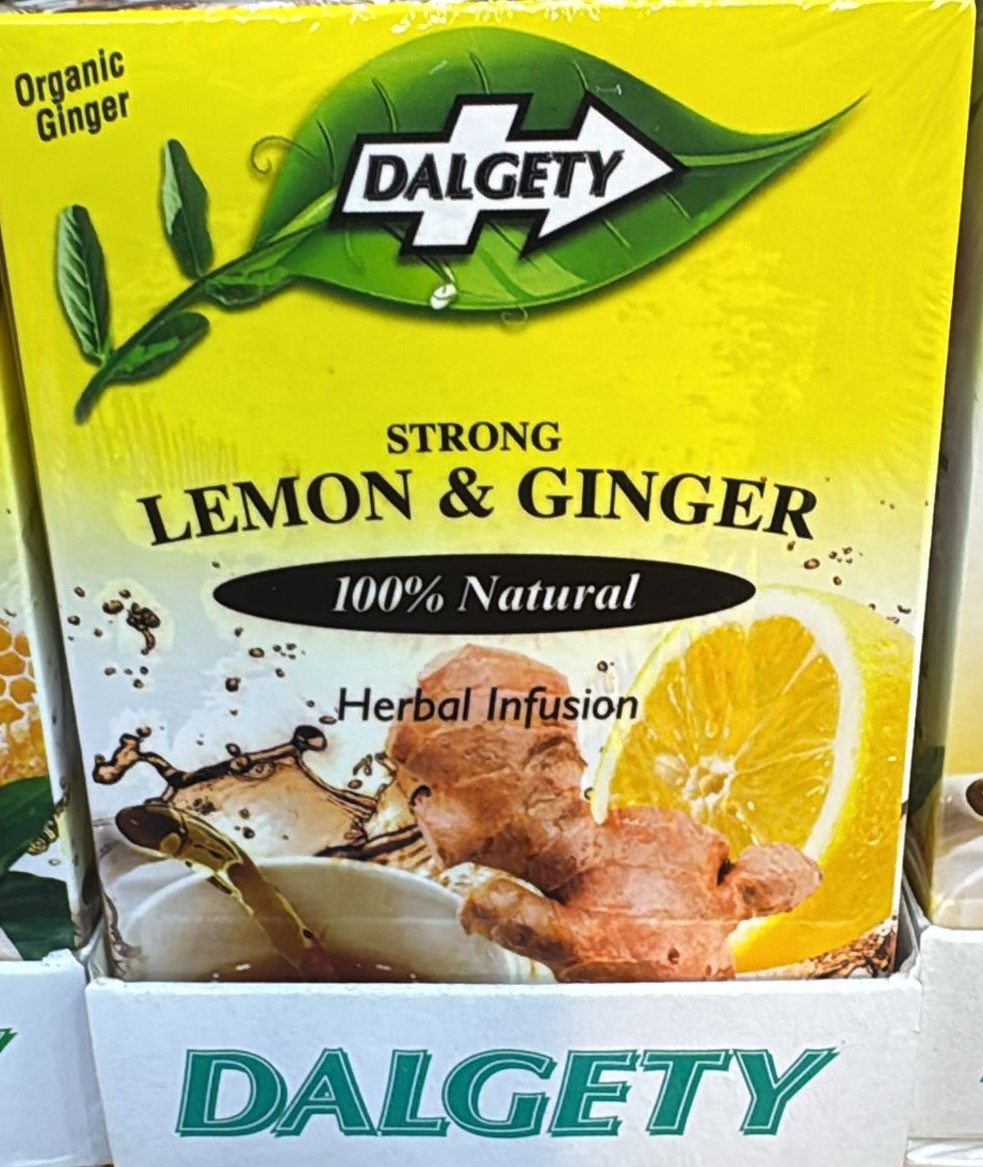 Organic
Ginger
DALGETY
STRONG
LEMON & GINGER
100% Natural
Herbal Infusion
DALGETY